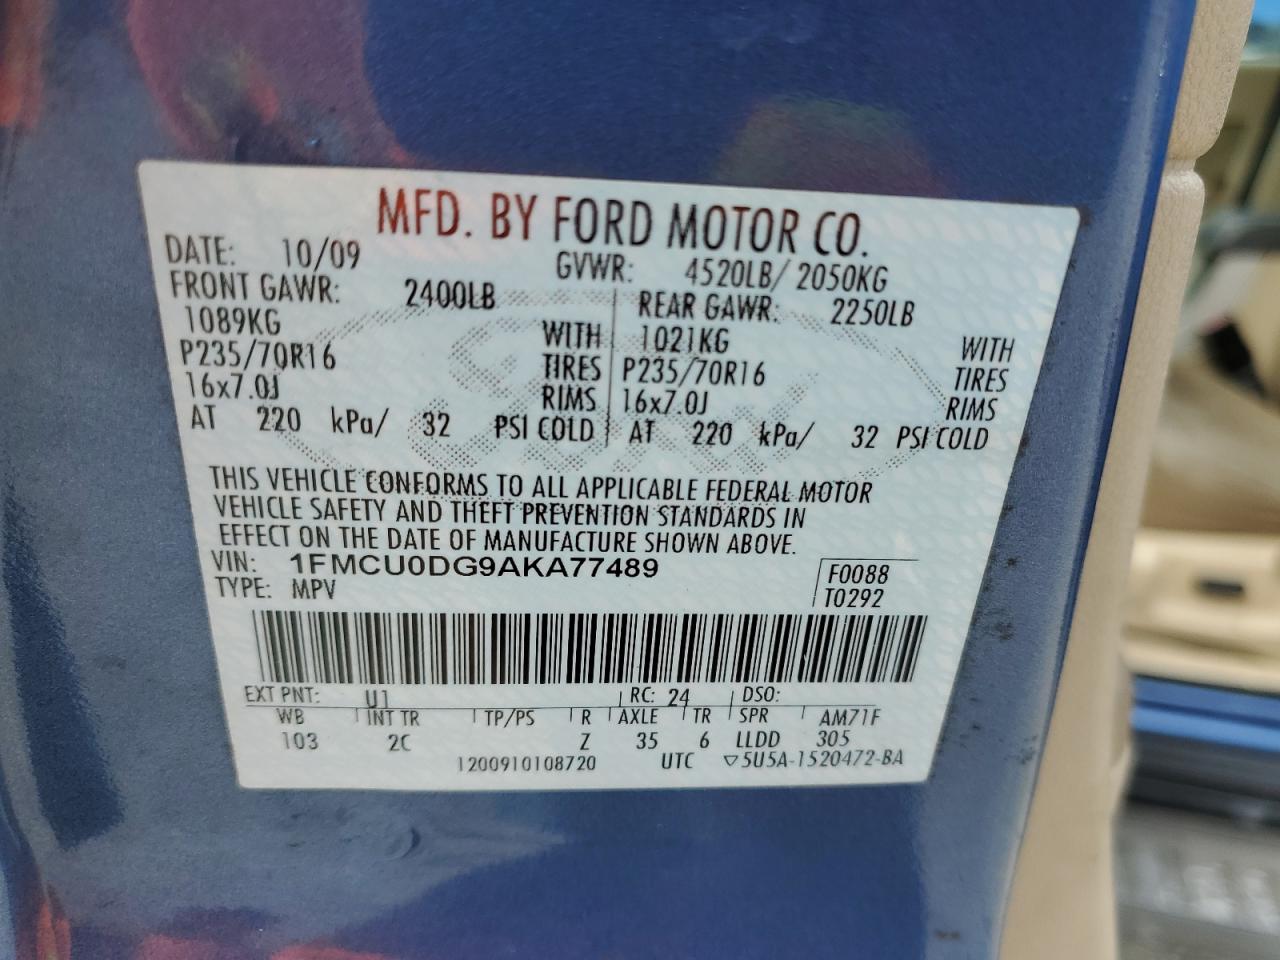 MFD. BY FORD MOTOR CO.
DATE: 10/09 GVWR: 4520LB/ 2050KG
FRONT GAWR: 2400LB REAR GAWR: 2250LB
1089KG WITH 1021KG WITH
P235/70R16 TIRES P235/70R16 TIRES
16x7.0J RIMS 16x7.0J RIMS
AT 220 kPa/ 32 PSI COLD AT 220 kPa/ 32 PSI COLD
THIS VEHICLE CONFORMS TO ALL APPLICABLE FEDERAL MOTOR
VEHICLE SAFETY AND THEFT PREVENTION STANDARDS IN
EFFECT ON THE DATE OF MANUFACTURE SHOWN ABOVE.
VIN: 1FMCU0DG9AKA77489 F0088
TYPE: MPV T0292
EXT PNT: U1 RC: 24 DSO:
WB INT TR TP/PS R AXLE TR SPR AM71F
103 2C Z 35 6 LLDD 305
1200910108720 UTC ▽5U5A-1520472-BA
Ford